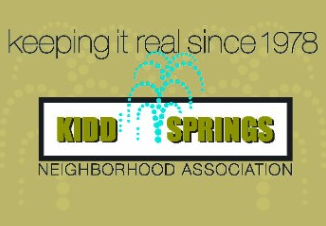 keeping it real since 1978
KIDD SPRINGS
NEIGHBORHOOD ASSOCIATION